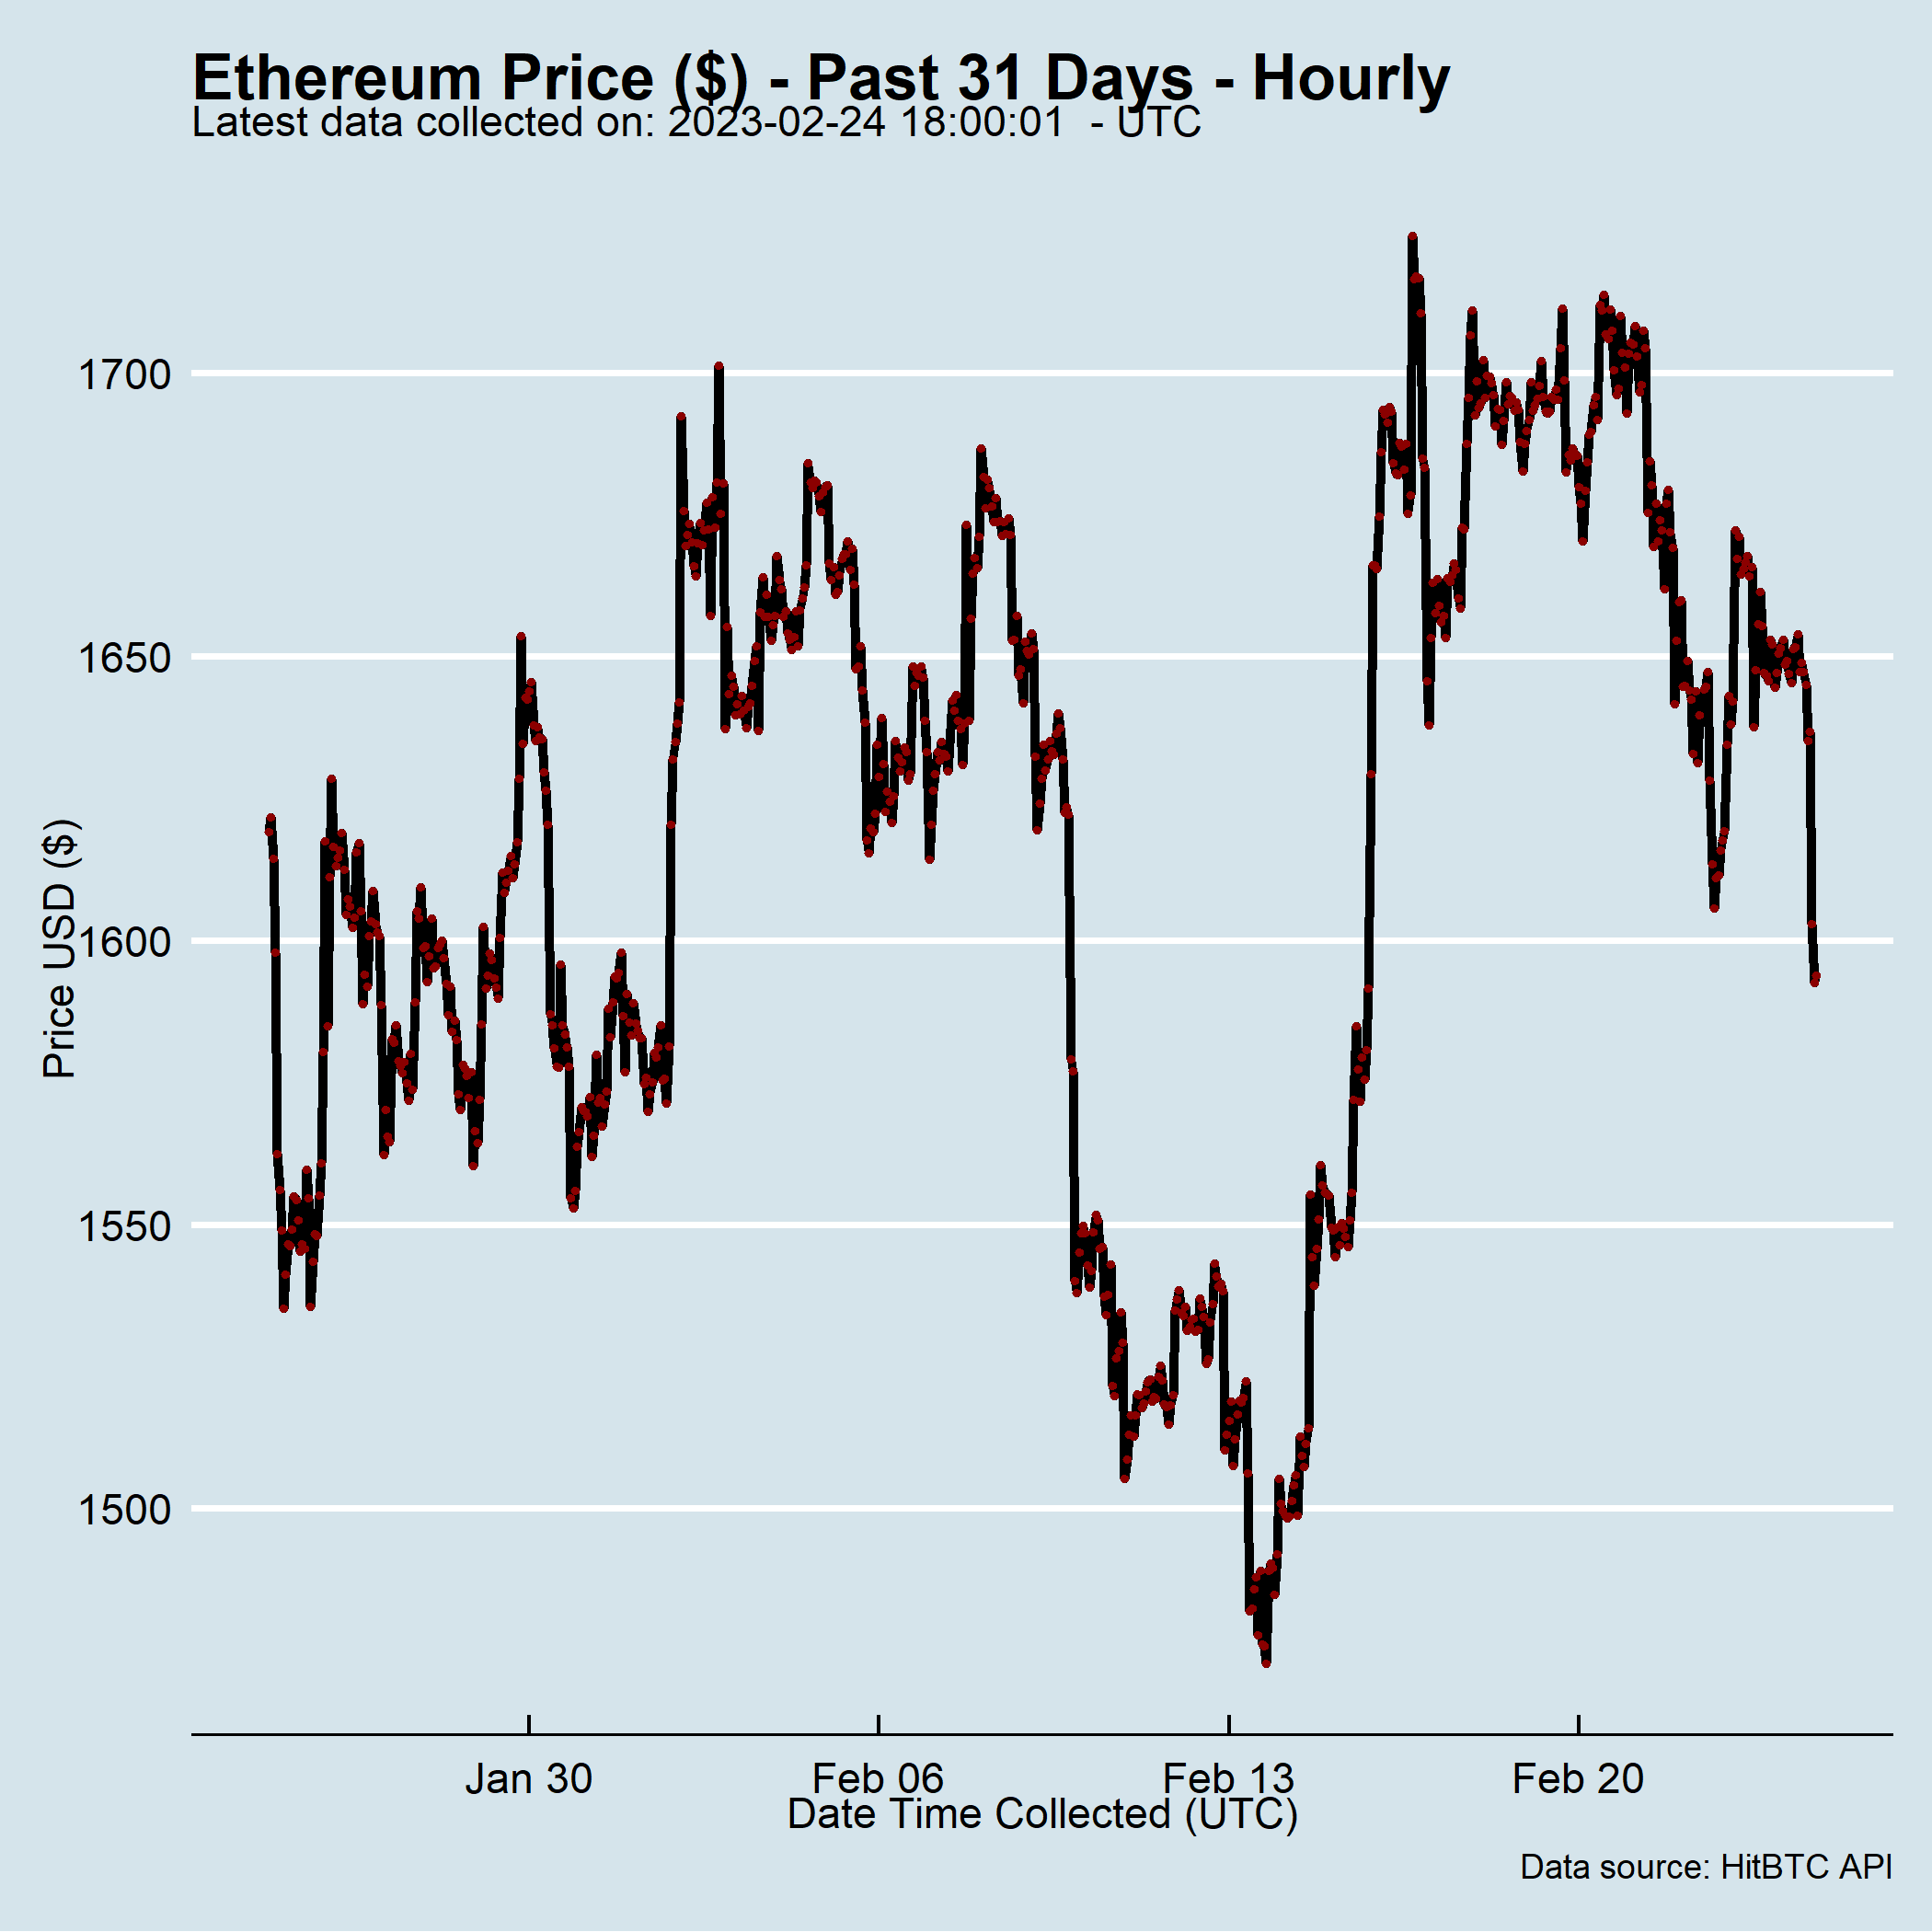 Ethereum Price ($) - Past 31 Days - Hourly
Latest data collected on: 2023-02-24 18:00:01  - UTC
Price USD ($)
1700
1650
1600
1550
1500
Jan 30
Feb 06
Feb 13
Feb 20
Date Time Collected (UTC)
Data source: HitBTC API